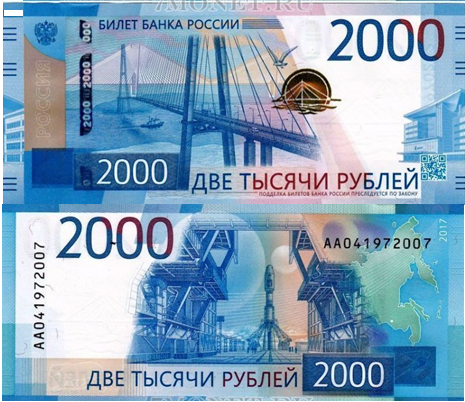 БИЛЕТ БАНКА РОССИИ
2000
РОССИЯ
2000
2000
ДВЕ ТЫСЯЧИ РУБЛЕЙ
ПОДДЕЛКА БИЛЕТОВ БАНКА РОССИИ ПРЕСЛЕДУЕТСЯ ПО ЗАКОНУ
2000
АА041972007
2017
АА041972007
ДВЕ ТЫСЯЧИ РУБЛЕЙ
2000